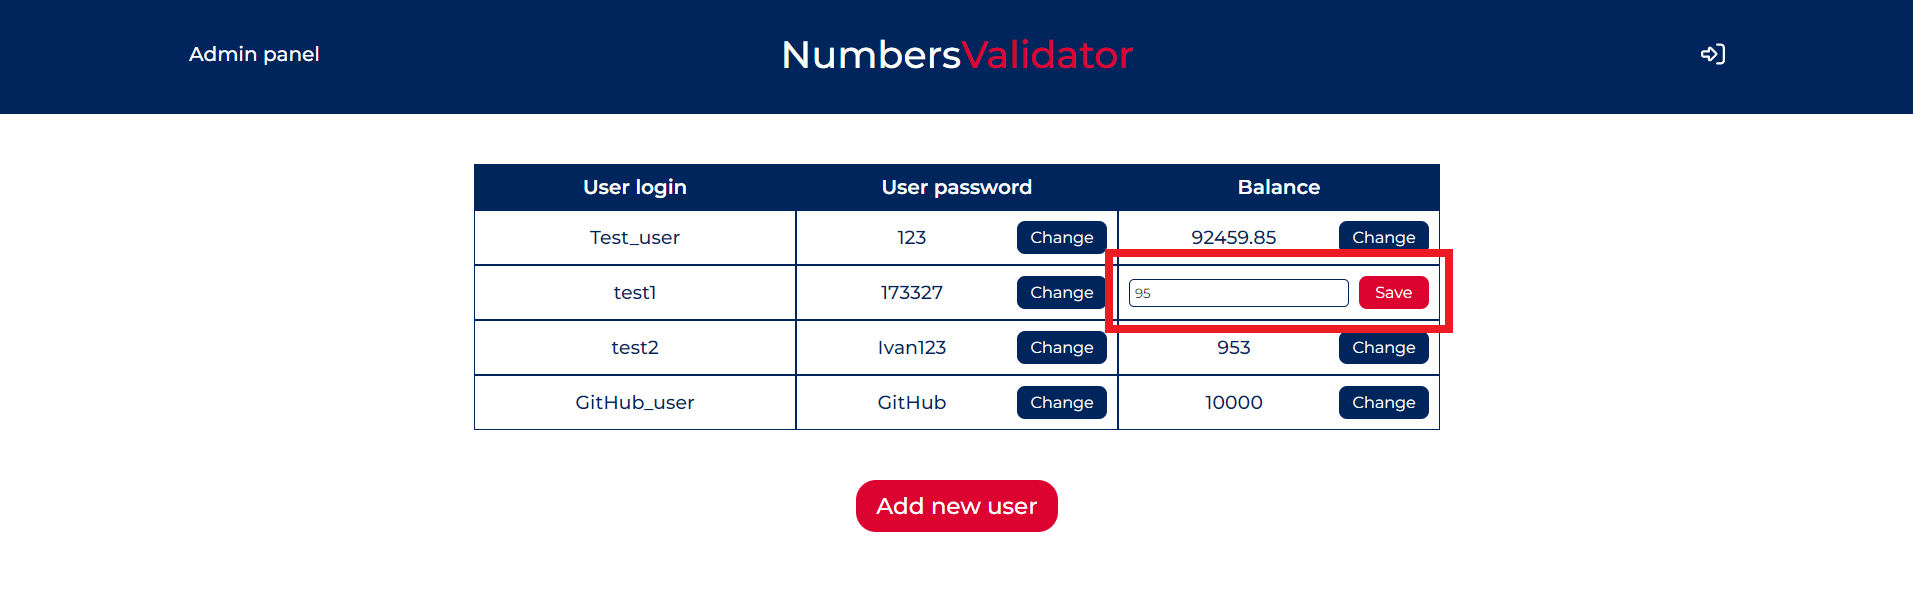 Admin panel NumbersValidator
User login User password Balance
Test_user 123 Change 92459.85 Change
test1 173327 Change 95 Save
test2 Ivan123 Change 953 Change
GitHub_user GitHub Change 10000 Change
Add new user